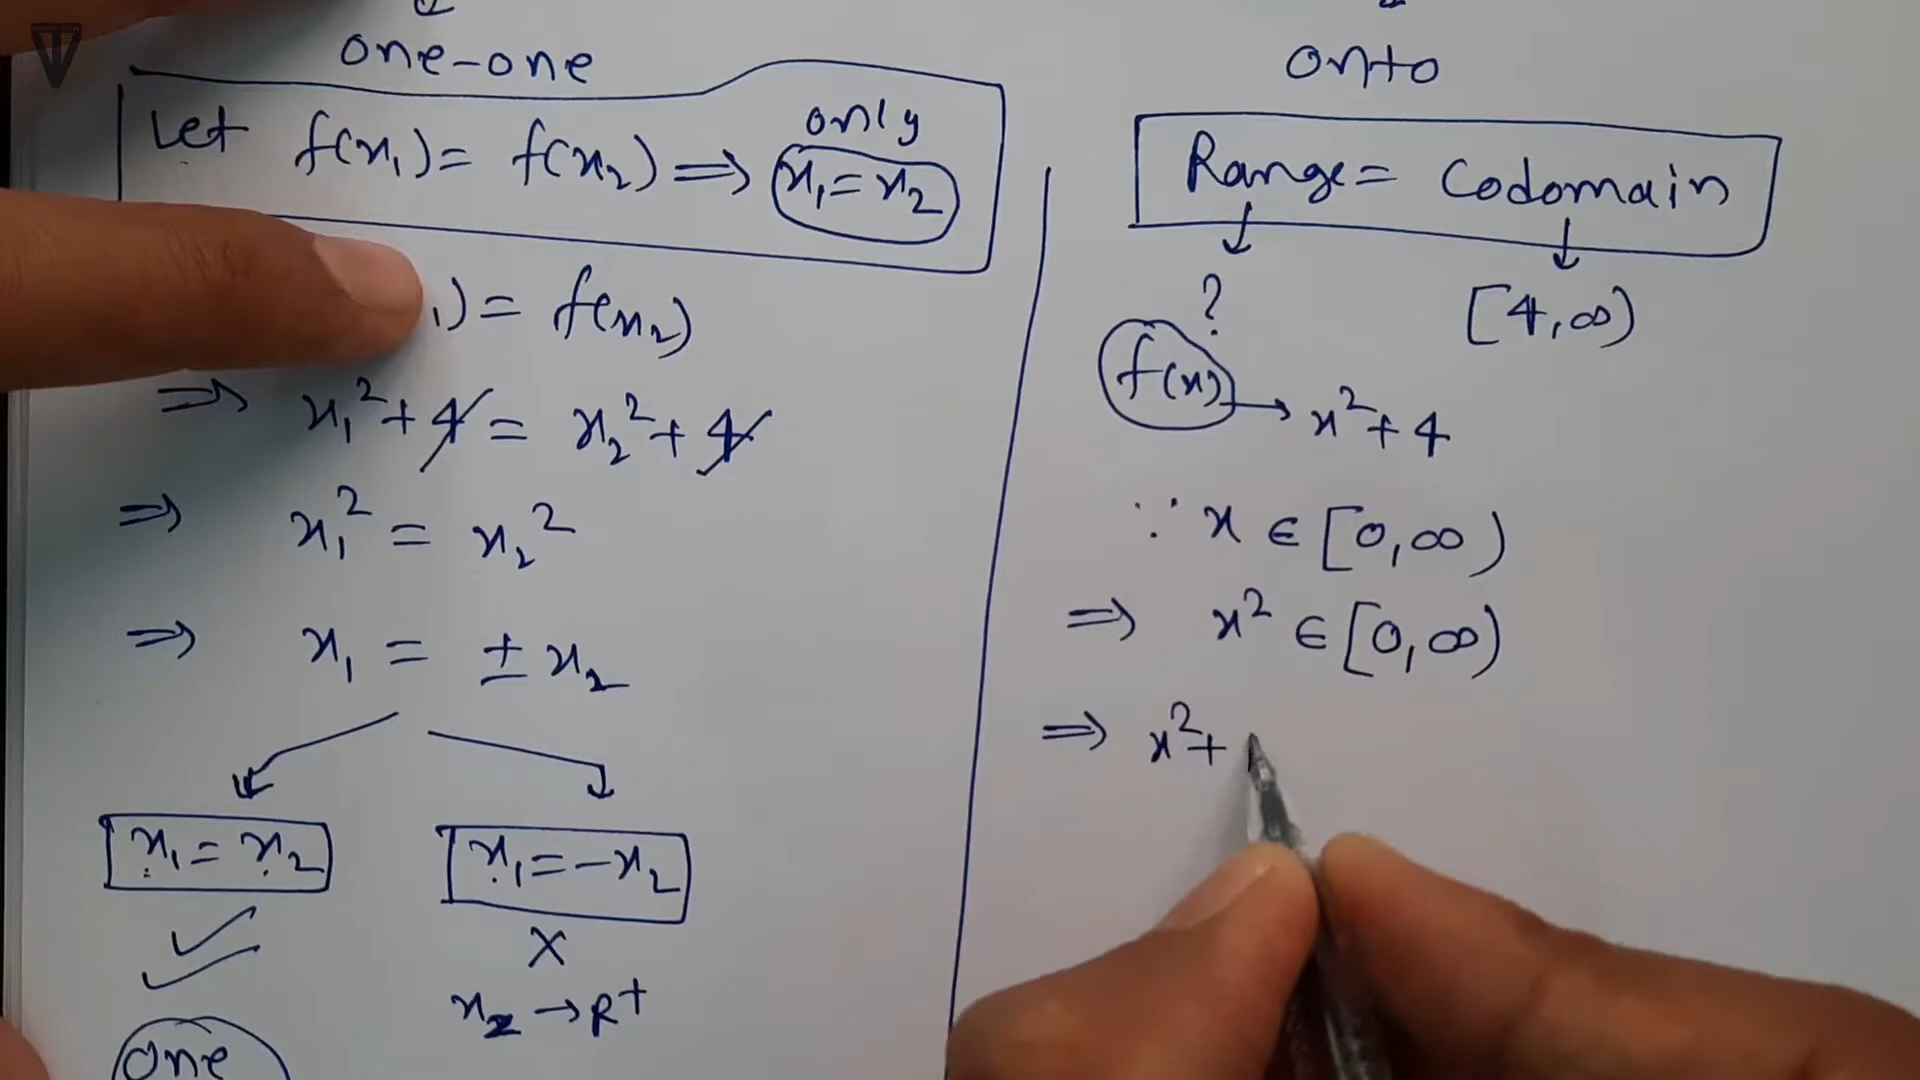 one-one
Let f(x₁) = f(x₂) ⇒ only x₁ = x₂
₁) = f(x₂)
⇒ x₁² + 4 = x₂² + 4
⇒ x₁² = x₂²
⇒ x₁ = ± x₂
x₁ = x₂
x₁ = -x₂
✓
X
x₂ → R⁺
one
onto
Range = Codomain
?
[4, ∞)
f(x) → x² + 4
∵ x ∈ [0, ∞)
⇒ x² ∈ [0, ∞)
⇒ x² +